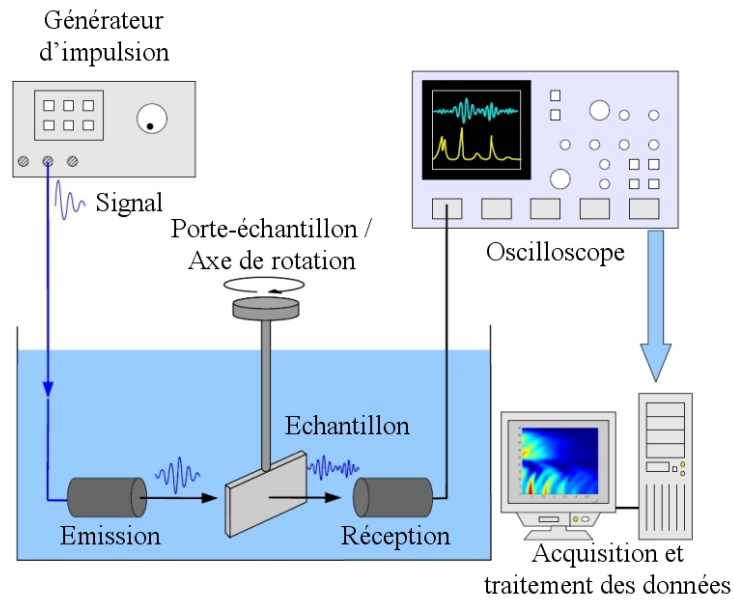 Générateur
d’impulsion
Signal
Porte-échantillon /
Axe de rotation
Oscilloscope
Echantillon
Emission
Réception
Acquisition et
traitement des données